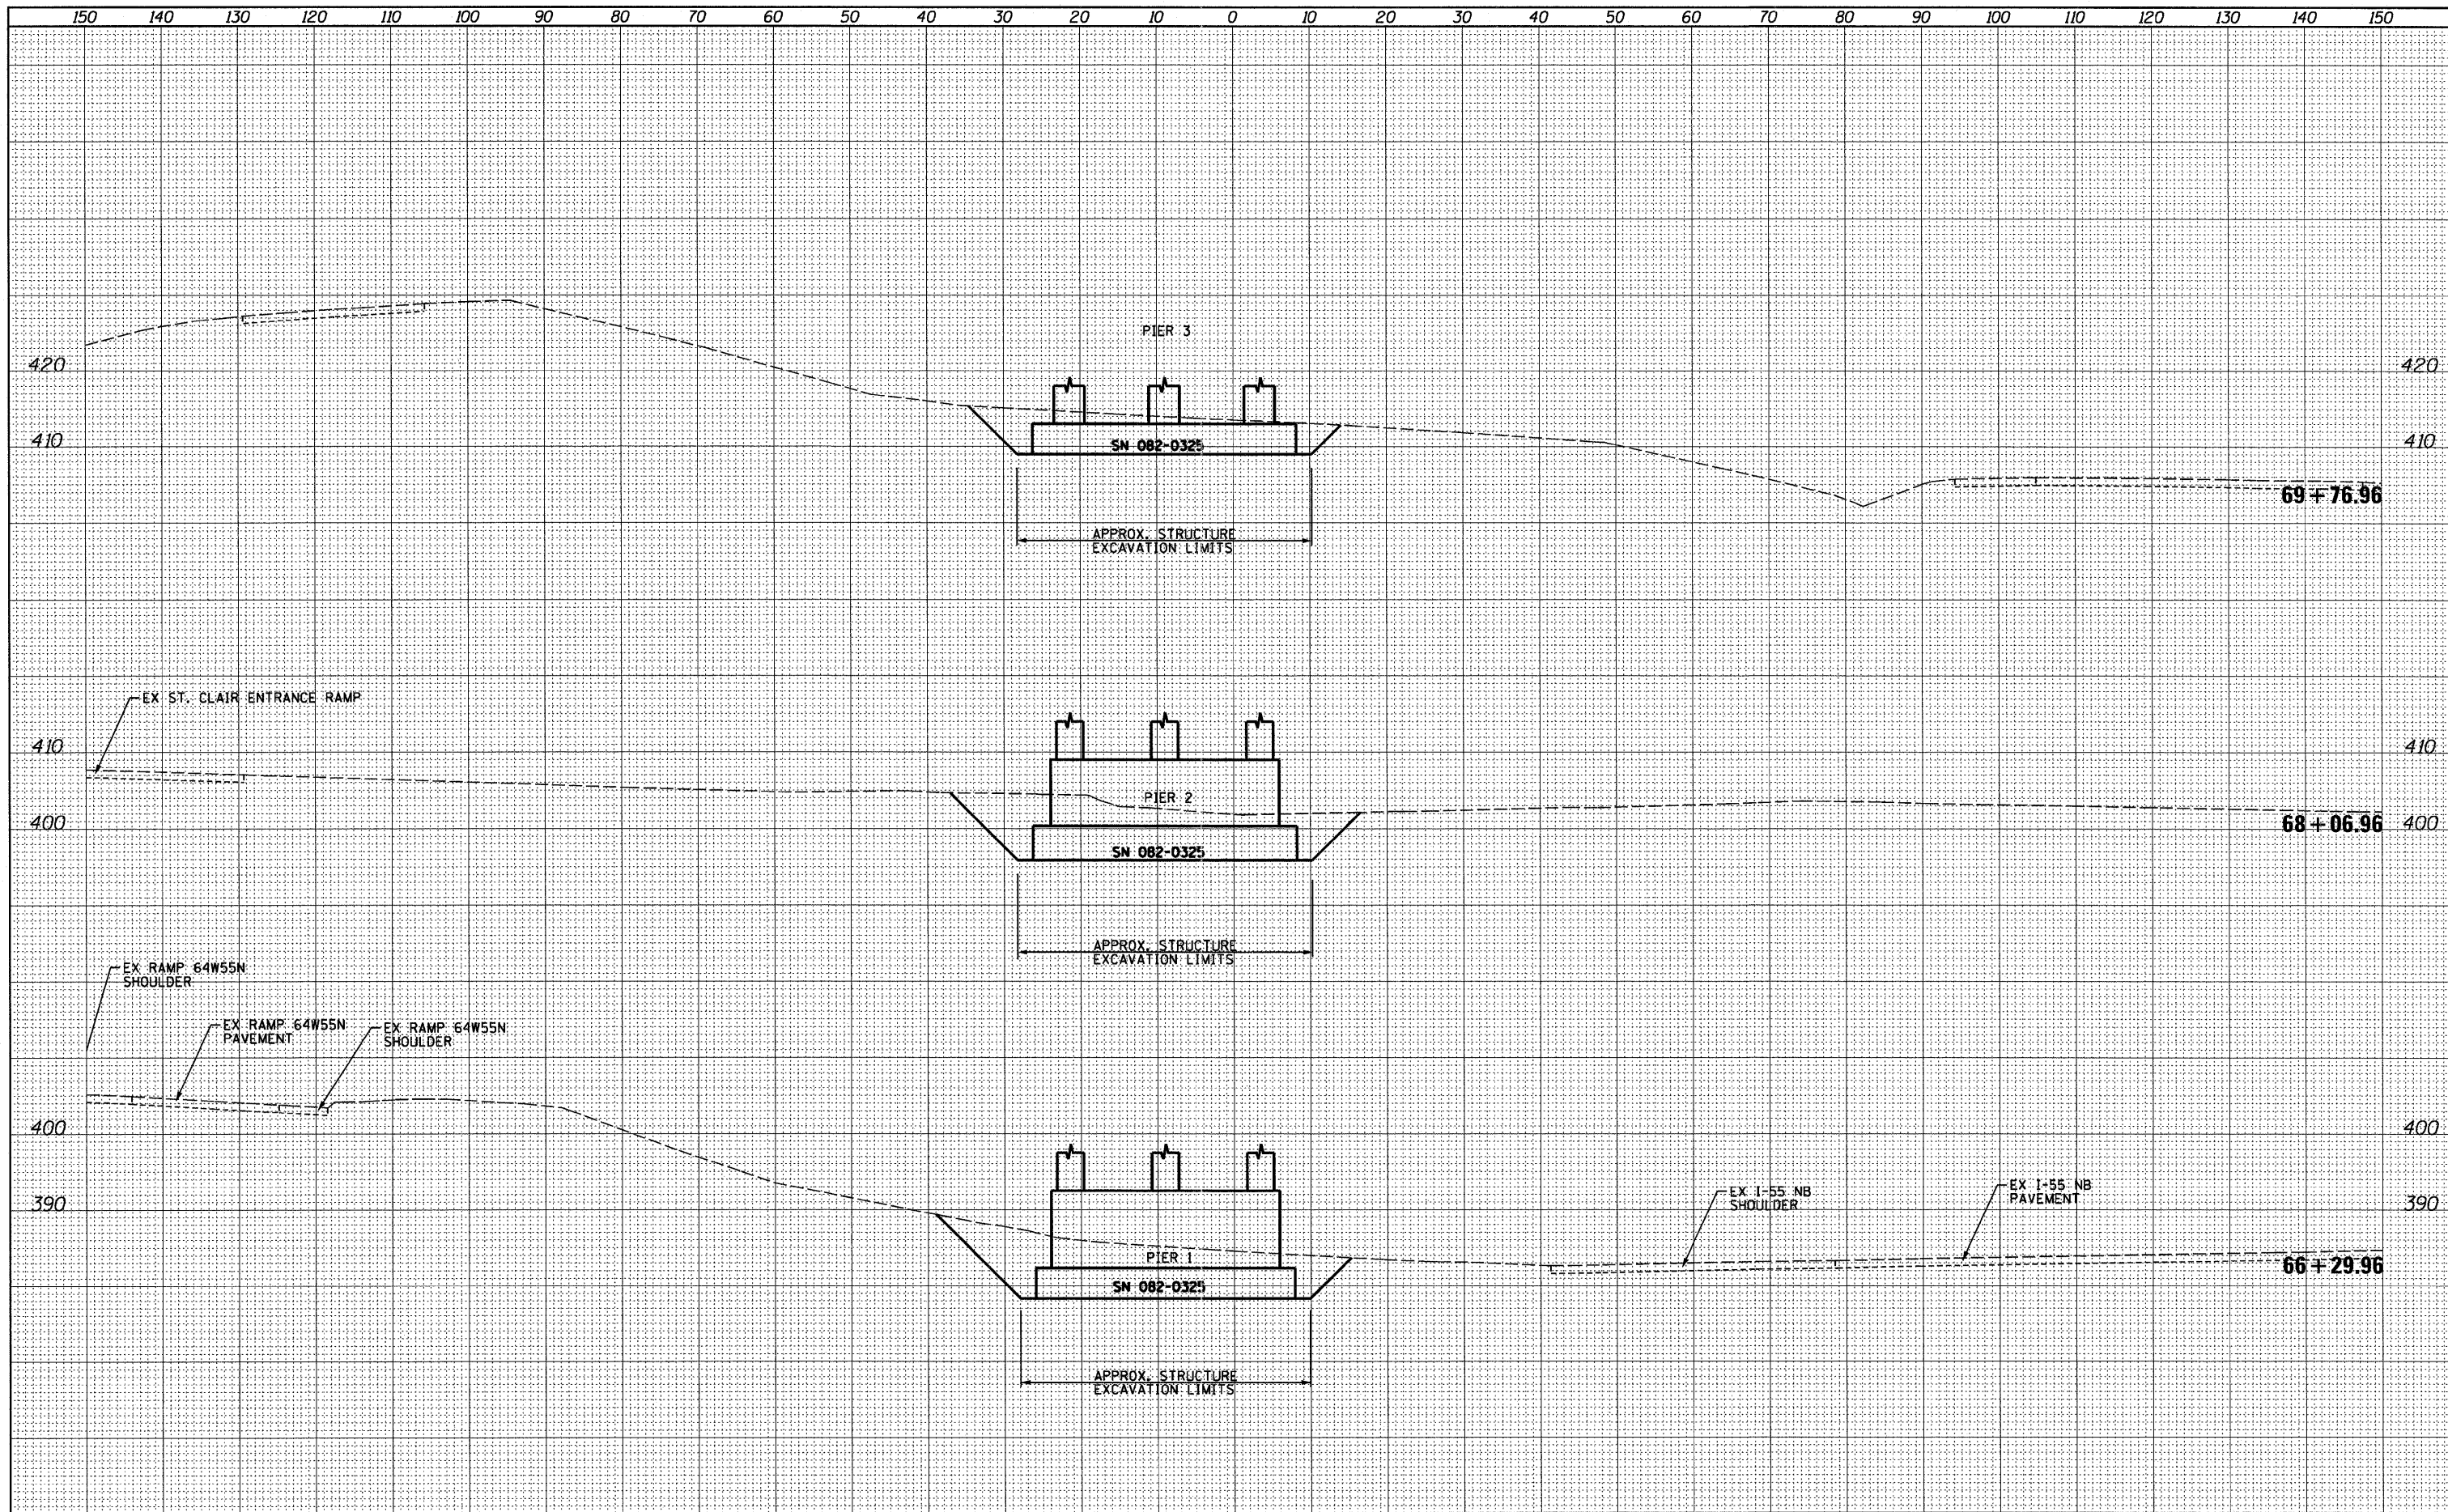 150 140 130 120 110 100 90 80 70 60 50 40 30 20 10 0 10 20 30 40 50 60 70 80 90 100 110 120 130 140 150
PIER 3
420 420
410 SN 082-0325 410
69+76.96
APPROX. STRUCTURE
EXCAVATION LIMITS
EX ST. CLAIR ENTRANCE RAMP
410 410
PIER 2
400 68+06.96 400
SN 082-0325
APPROX. STRUCTURE
EXCAVATION LIMITS
EX RAMP 64W55N
SHOULDER
EX RAMP 64W55N
PAVEMENT
EX RAMP 64W55N
SHOULDER
400 400
EX I-55 NB
SHOULDER
EX I-55 NB
PAVEMENT
390 390
PIER 1
66+29.96
SN 082-0325
APPROX. STRUCTURE
EXCAVATION LIMITS